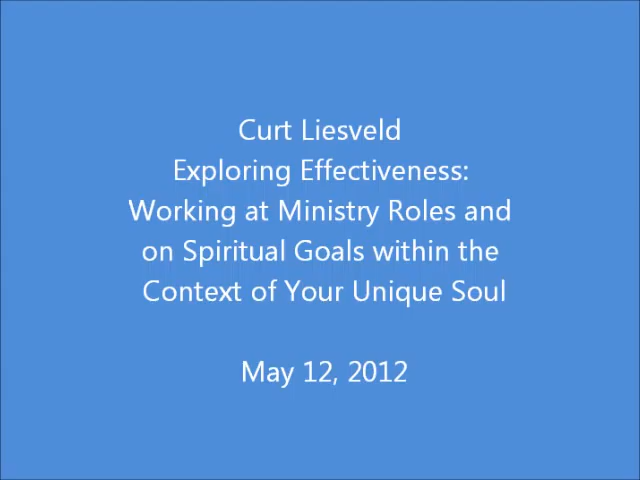 Curt Liesveld
Exploring Effectiveness:
Working at Ministry Roles and
on Spiritual Goals within the
Context of Your Unique Soul
May 12, 2012